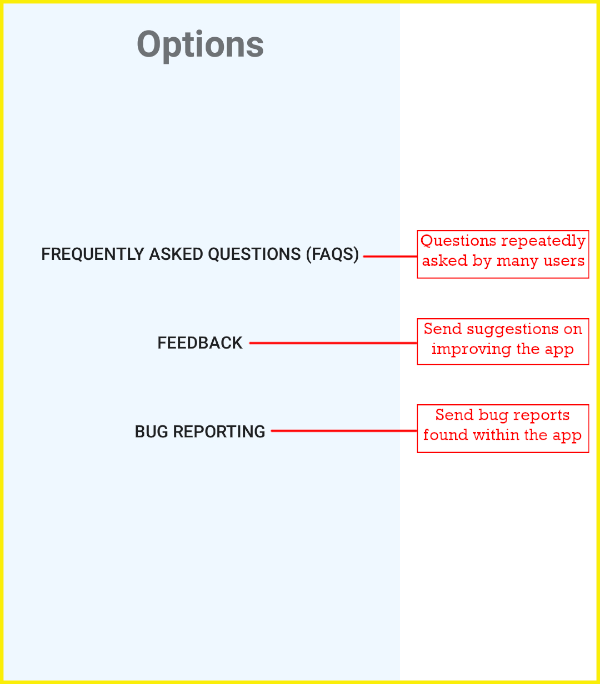 Options
FREQUENTLY ASKED QUESTIONS (FAQS)
Questions repeatedly
asked by many users
FEEDBACK
Send suggestions on
improving the app
BUG REPORTING
Send bug reports
found within the app